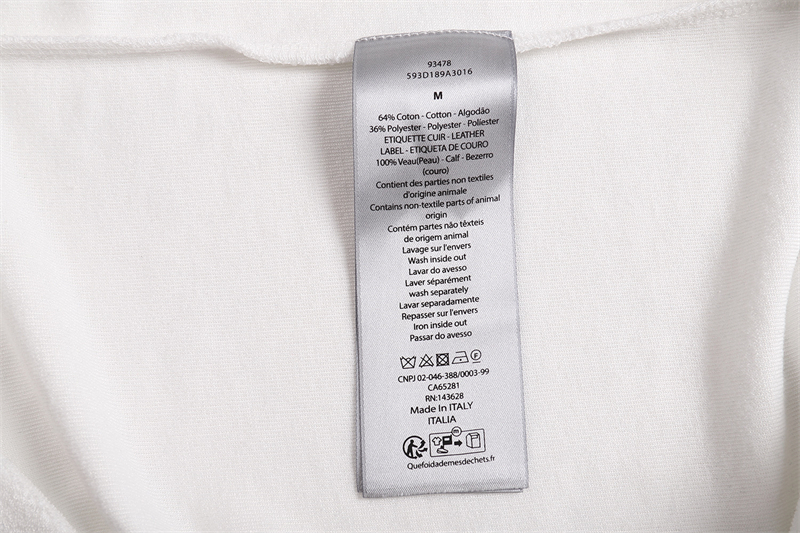 93478
593D189A3016
M
64% Coton - Cotton - Algodão
36% Polyester - Polyester - Poliester
ETIQUETTE CUIR - LEATHER
LABEL - ETIQUETA DE COURO
100% Veau(Peau) - Calf - Bezerro
(couro)
Contient des parties non textiles
d'origine animale
Contains non-textile parts of animal
origin
Contém partes não têxteis
de origem animal
Lavage sur l'envers
Wash inside out
Lavar do avesso
Laver séparément
wash separately
Lavar separadamente
Repasser sur l'envers
Iron inside out
Passar do avesso
F
CNPJ 02-046-388/0003-99
CA65281
RN:143628
Made In ITALY
ITALIA
m
Quefoidademesdechets.fr